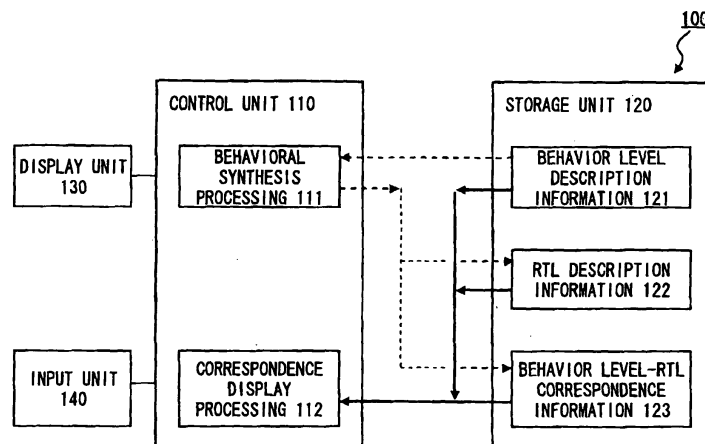 100
CONTROL UNIT 110
STORAGE UNIT 120
DISPLAY UNIT
130
BEHAVIORAL
SYNTHESIS
PROCESSING 111
BEHAVIOR LEVEL
DESCRIPTION
INFORMATION 121
RTL DESCRIPTION
INFORMATION 122
INPUT UNIT
140
CORRESPONDENCE
DISPLAY
PROCESSING 112
BEHAVIOR LEVEL-RTL
CORRESPONDENCE
INFORMATION 123